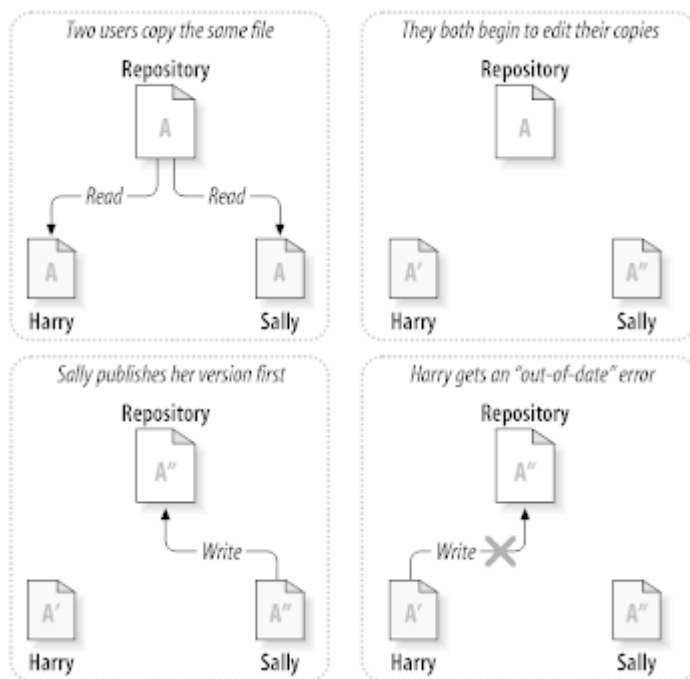 Two users copy the same file
Repository
A
Read
Read
A
A
Harry
Sally
They both begin to edit their copies
Repository
A
A′
A″
Harry
Sally
Sally publishes her version first
Repository
A″
Write
A′
A″
Harry
Sally
Harry gets an “out-of-date” error
Repository
A″
Write
A′
A″
Harry
Sally